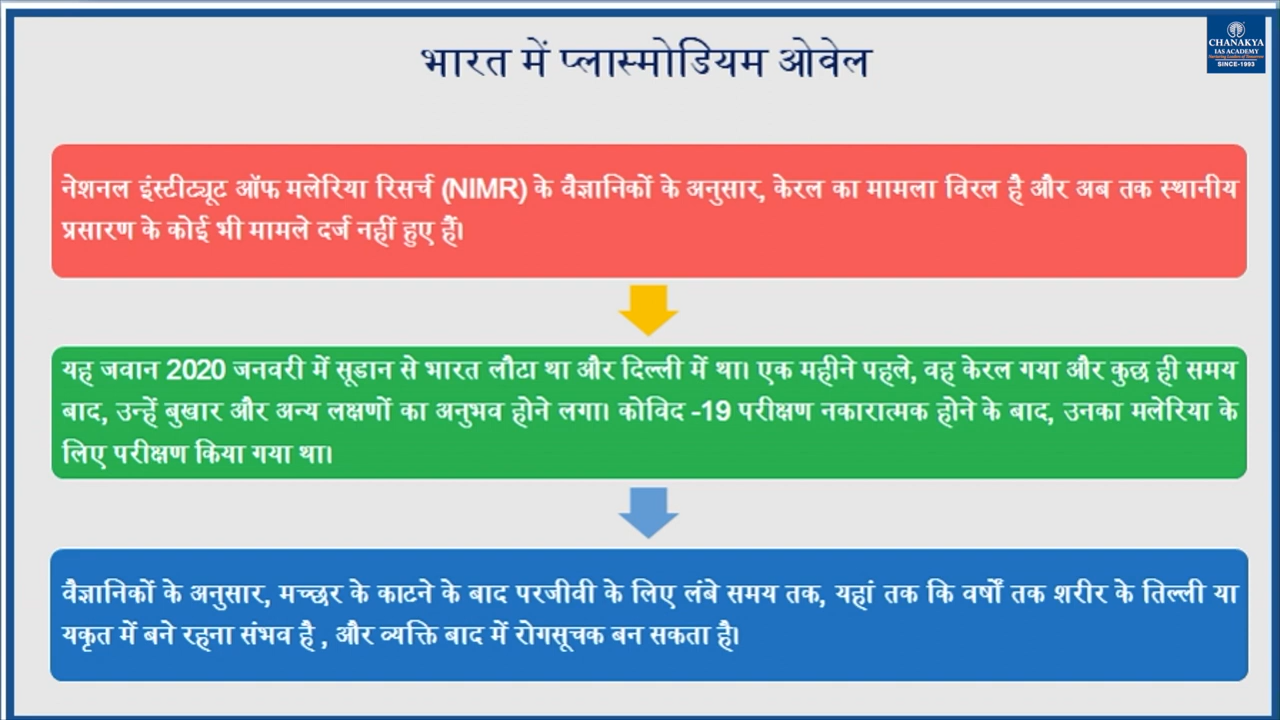 CHANAKYA
IAS ACADEMY
Nurturing Leaders of Tomorrow
SINCE-1993
भारत में प्लास्मोडियम ओवेल
नेशनल इंस्टीट्यूट ऑफ मलेरिया रिसर्च (NIMR) के वैज्ञानिकों के अनुसार, केरल का मामला विरल है और अब तक स्थानीय
प्रसारण के कोई भी मामले दर्ज नहीं हुए हैं।
यह जवान 2020 जनवरी में सूडान से भारत लौटा था और दिल्ली में था। एक महीने पहले, वह केरल गया और कुछ ही समय
बाद, उन्हें बुखार और अन्य लक्षणों का अनुभव होने लगा। कोविद -19 परीक्षण नकारात्मक होने के बाद, उनका मलेरिया के
लिए परीक्षण किया गया था।
वैज्ञानिकों के अनुसार, मच्छर के काटने के बाद परजीवी के लिए लंबे समय तक, यहां तक कि वर्षों तक शरीर के तिल्ली या
यकृत में बने रहना संभव है , और व्यक्ति बाद में रोगसूचक बन सकता है।